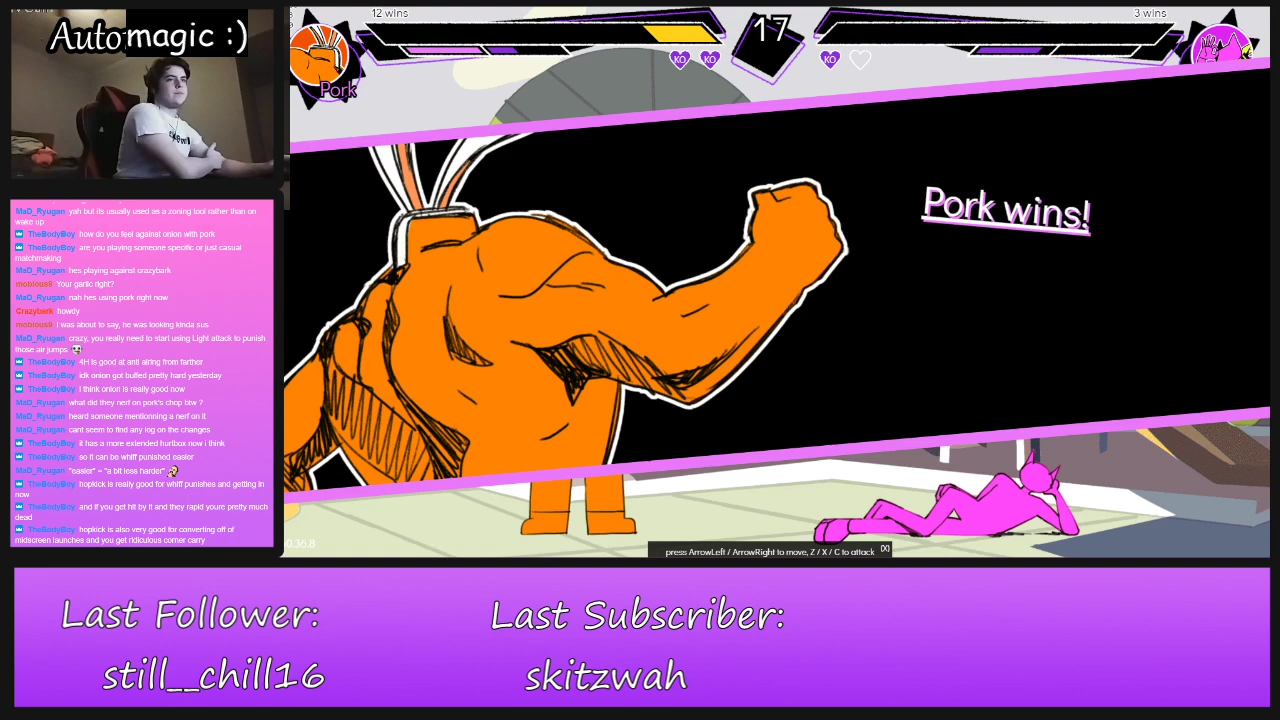 Automagic :)
MaD_Ryugan yah but its usually used as a zoning tool rather than on
wake up
TheBodyBoy how do you feel against onion with pork
TheBodyBoy are you playing someone specific or just casual
matchmaking
MaD_Ryugan hes playing against crazybark
mobious8 Your garlic right?
MaD_Ryugan nah hes using pork right now
Crazybark howdy
mobious8 I was about to say, he was looking kinda sus
MaD_Ryugan crazy, you really need to start using Light attack to punish
those air jumps
TheBodyBoy 4H is good at anti airing from farther
TheBodyBoy idk onion got buffed pretty hard yesterday
TheBodyBoy I think onion is really good now
MaD_Ryugan what did they nerf on pork's chop btw ?
MaD_Ryugan heard someone mentionning a nerf on it
MaD_Ryugan cant seem to find any log on the changes
TheBodyBoy it has a more extended hurtbox now i think
TheBodyBoy so it can be whiff punished easier
MaD_Ryugan "easier" = "a bit less harder"
TheBodyBoy hopkick is really good for whiff punishes and getting in
now
TheBodyBoy and if you get hit by it and they rapid youre pretty much
dead
TheBodyBoy hopkick is also very good for converting off of
midscreen launches and you get ridiculous corner carry
12 wins
17
3 wins
KO KO KO
Pork
Pork wins!
0.36.8
press ArrowLeft / ArrowRight to move, Z / X / C to attack
Last Follower:
still__chill16
Last Subscriber:
skitzwah